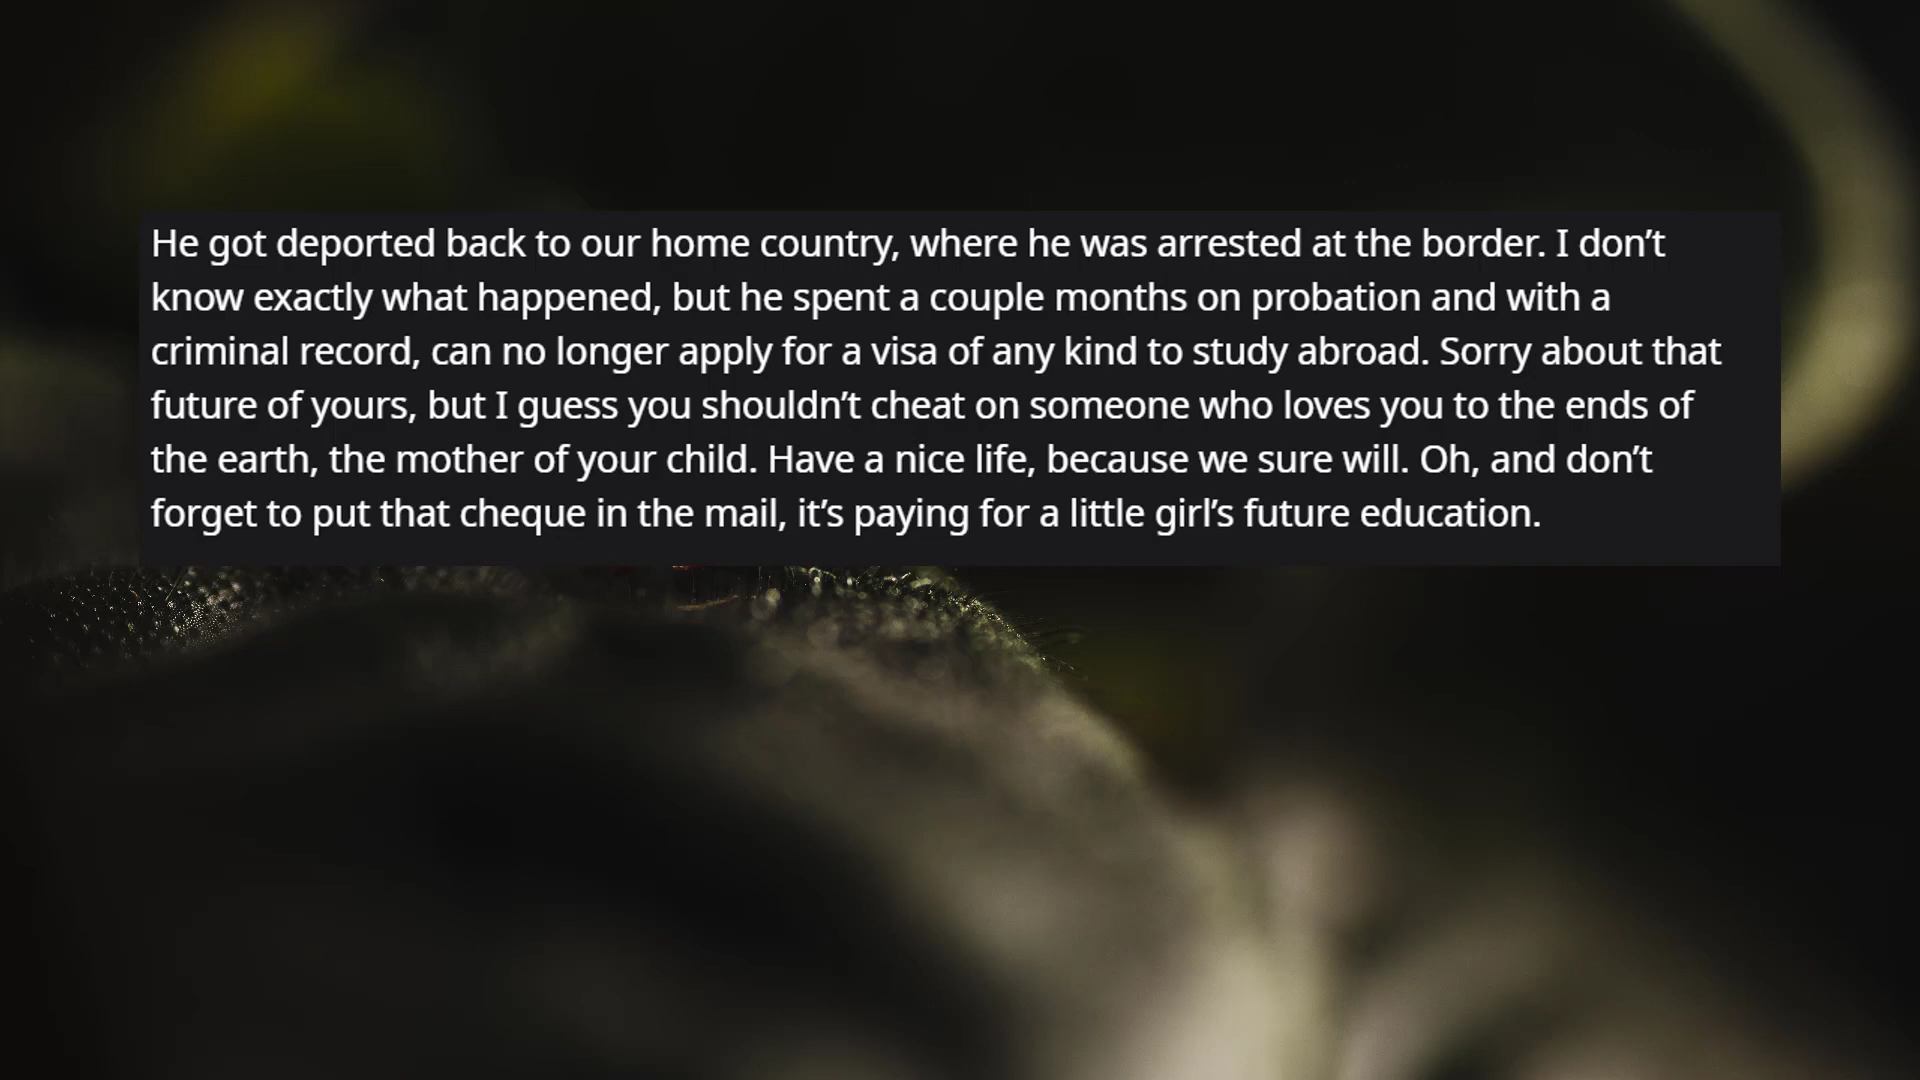 He got deported back to our home country, where he was arrested at the border. I don’t
know exactly what happened, but he spent a couple months on probation and with a
criminal record, can no longer apply for a visa of any kind to study abroad. Sorry about that
future of yours, but I guess you shouldn’t cheat on someone who loves you to the ends of
the earth, the mother of your child. Have a nice life, because we sure will. Oh, and don’t
forget to put that cheque in the mail, it’s paying for a little girl’s future education.